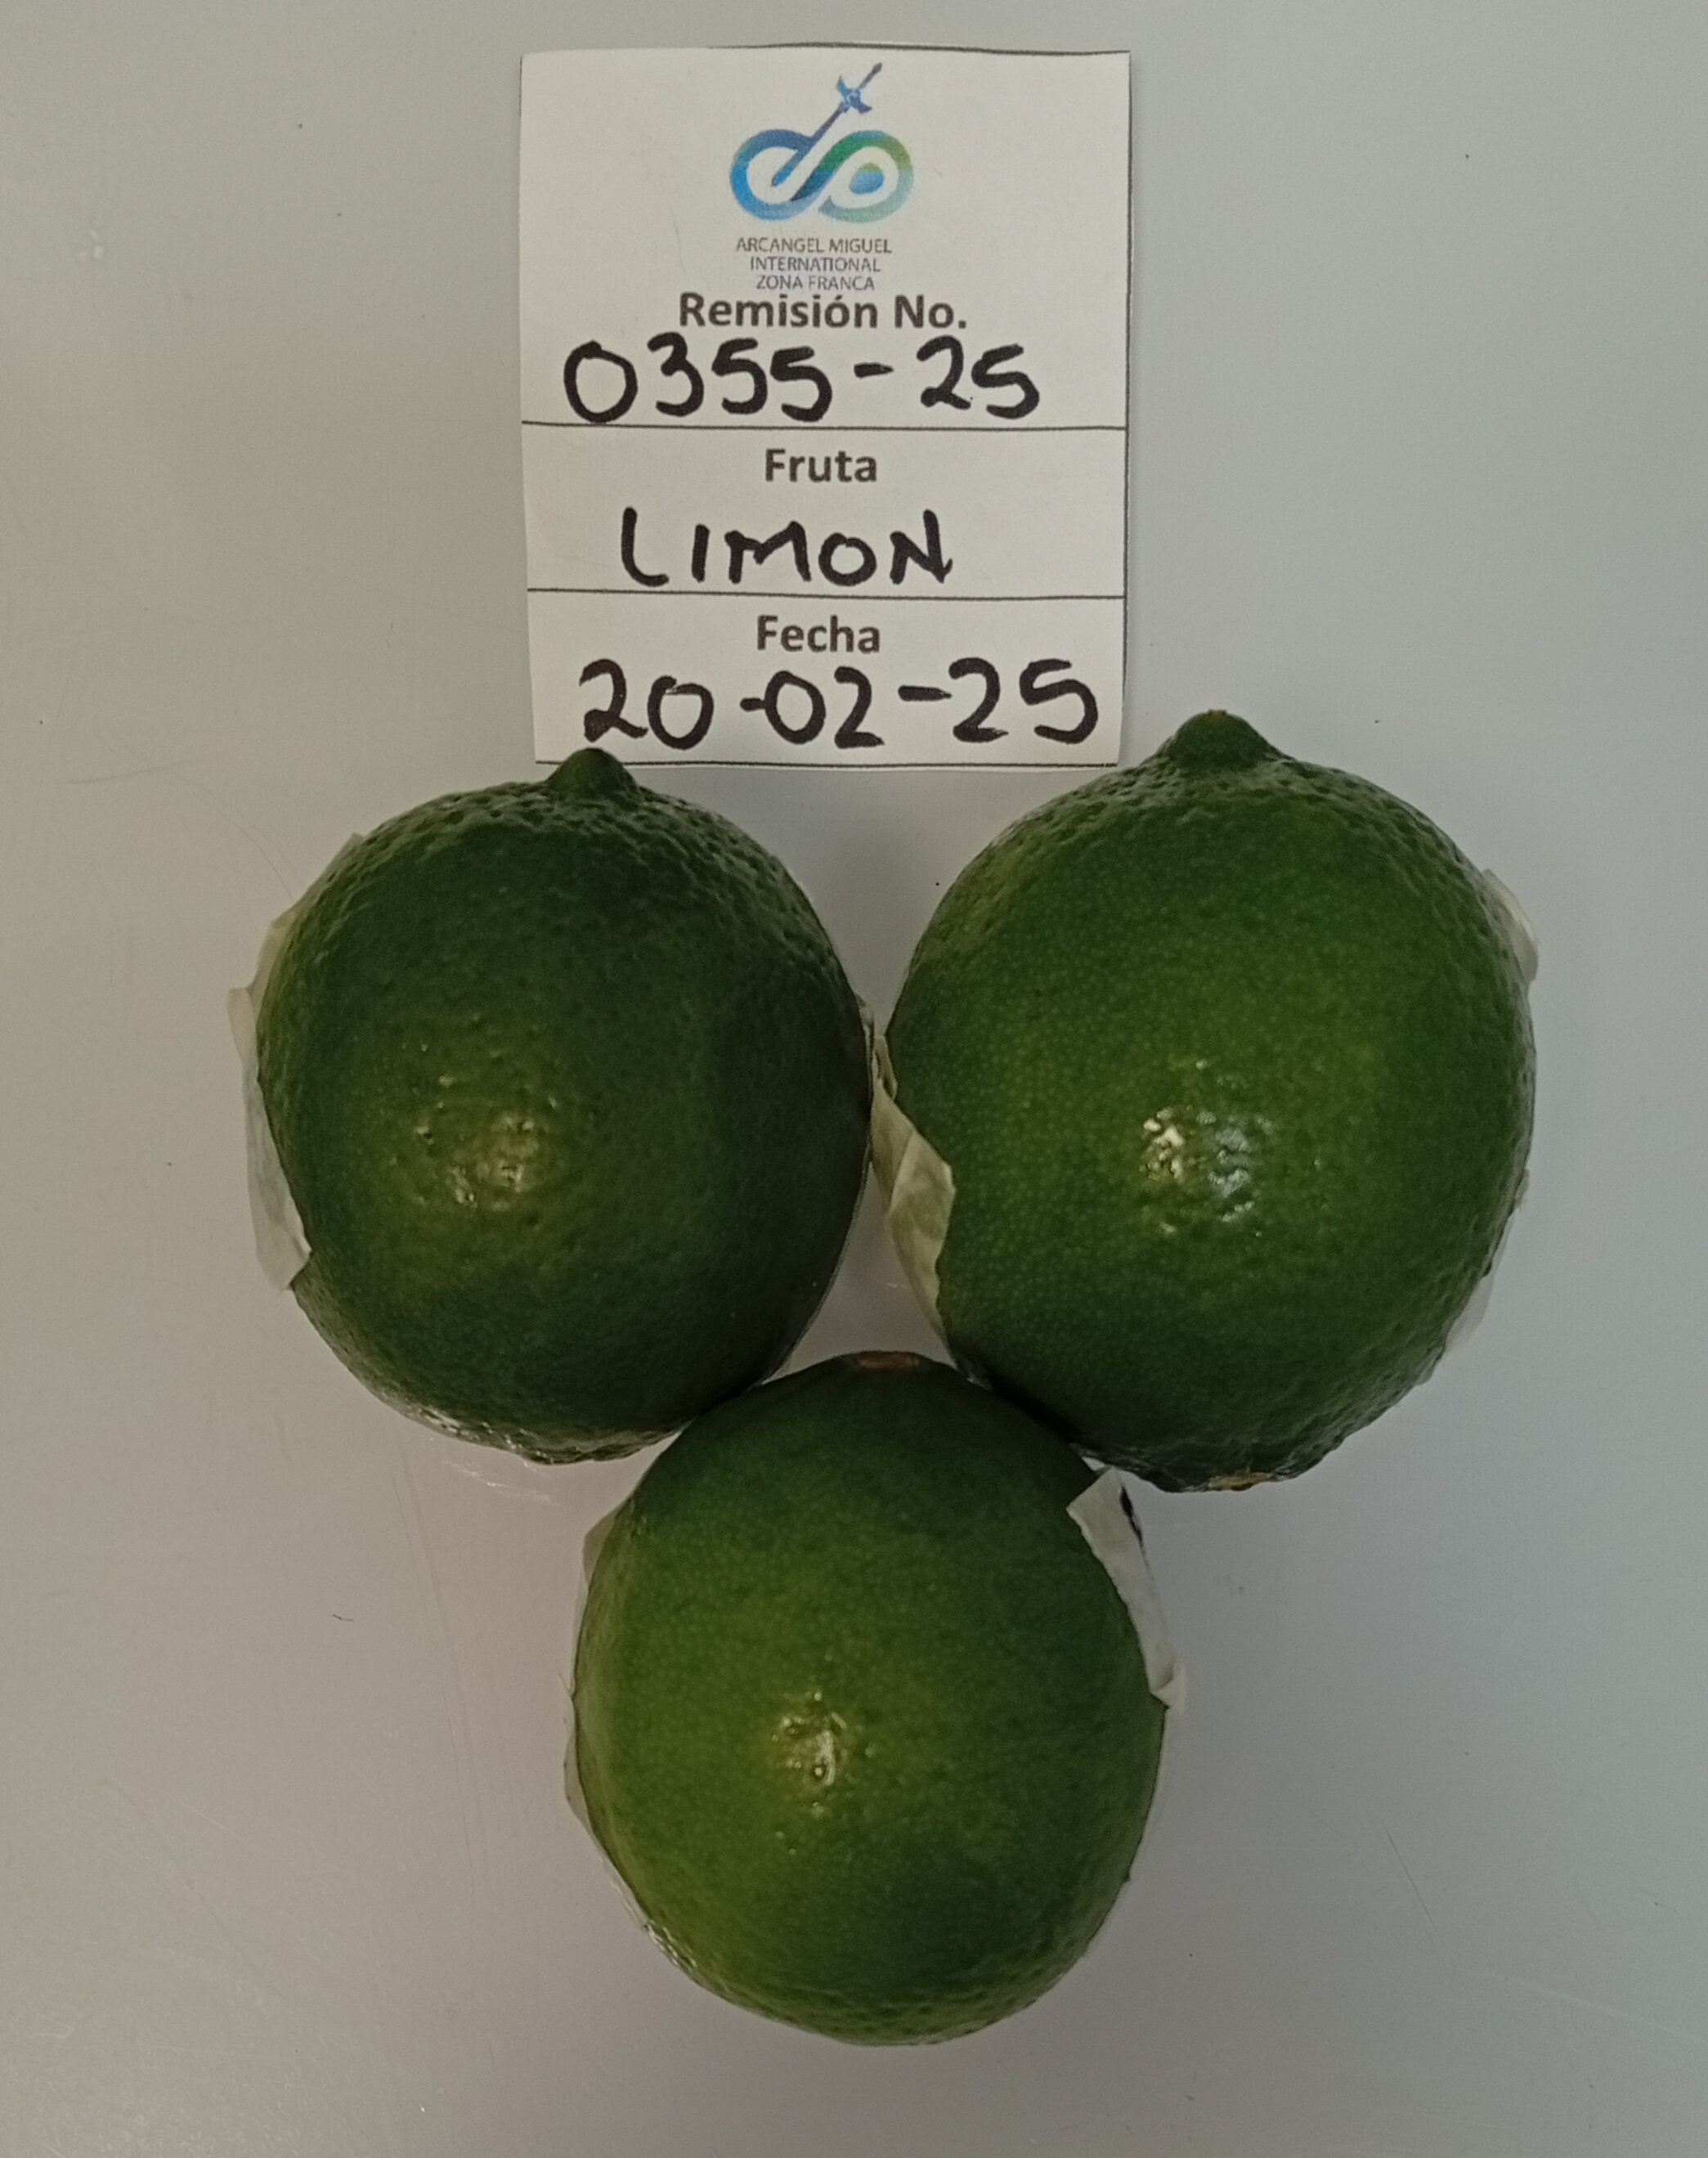 ARCANGEL MIGUEL
INTERNATIONAL
ZONA FRANCA
Remisión No.
0355-25
Fruta
LIMON
Fecha
20-02-25